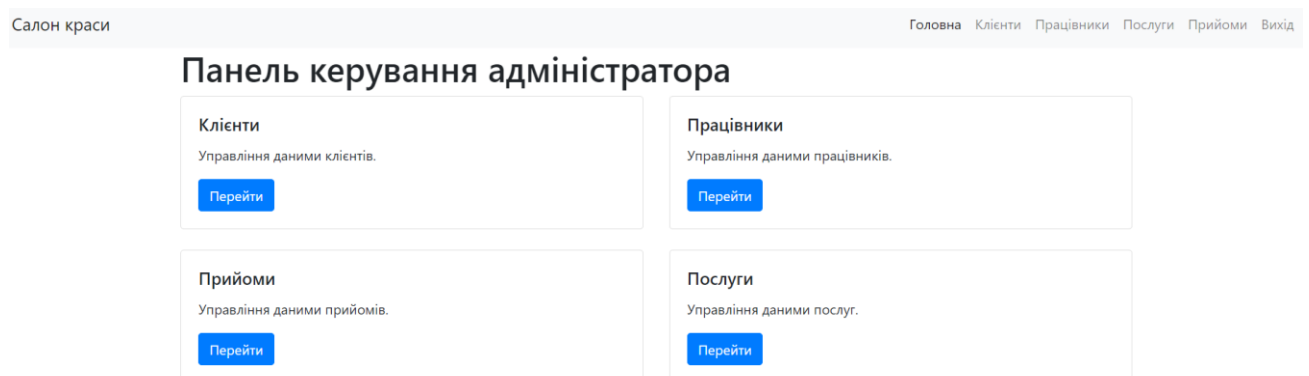 Салон краси
Головна Клієнти Працівники Послуги Прийоми Вихід
Панель керування адміністратора
Клієнти
Управління даними клієнтів.
Перейти
Працівники
Управління даними працівників.
Перейти
Прийоми
Управління даними прийомів.
Перейти
Послуги
Управління даними послуг.
Перейти